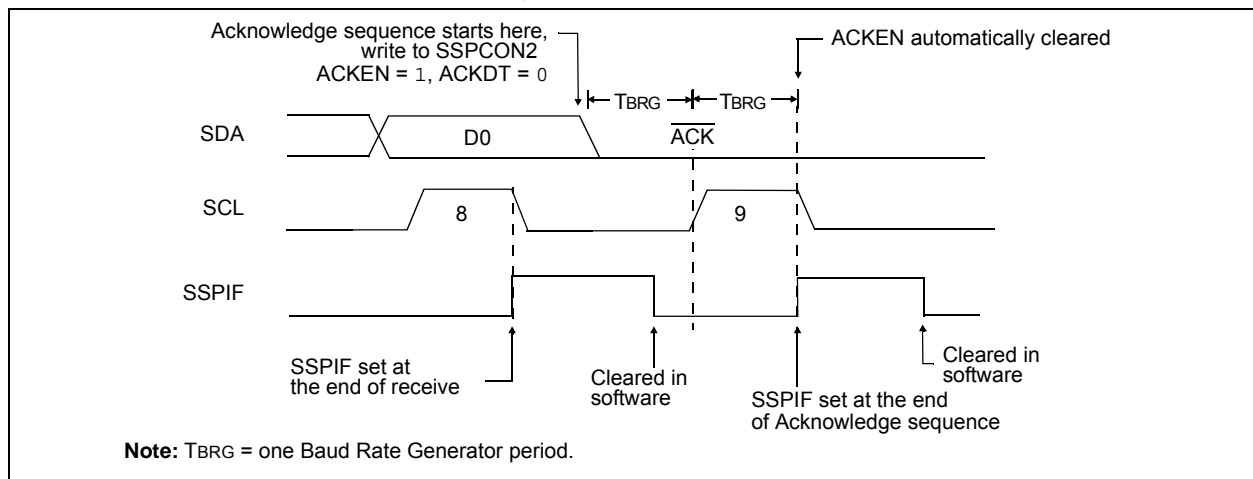 Acknowledge sequence starts here,
write to SSPCON2
ACKEN = 1, ACKDT = 0
ACKEN automatically cleared
TBRG
TBRG
SDA
D0
ACK
SCL
8
9
SSPIF
SSPIF set at
the end of receive
Cleared in
software
SSPIF set at the end
of Acknowledge sequence
Cleared in
software
Note: TBRG = one Baud Rate Generator period.